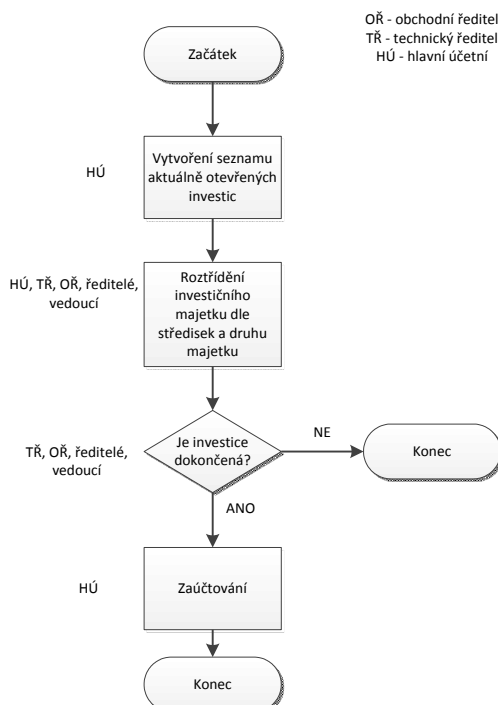 OŘ - obchodní ředitel
TŘ - technický ředitel
HÚ - hlavní účetní
Začátek
HÚ
Vytvoření seznamu
aktuálně otevřených
investic
HÚ, TŘ, OŘ, ředitelé,
vedoucí
Roztřídění
investičního
majetku dle
středisek a druhu
majetku
TŘ, OŘ, ředitelé,
vedoucí
Je investice
dokončená?
NE
Konec
ANO
HÚ
Zaúčtování
Konec